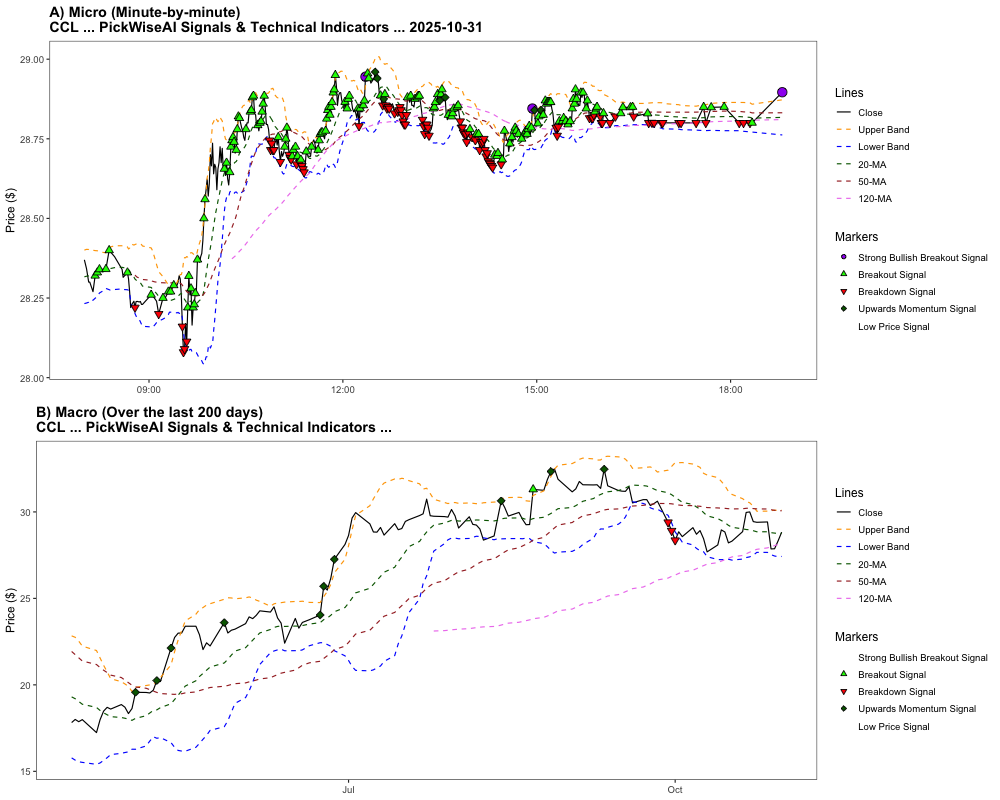 A) Micro (Minute-by-minute)
CCL ... PickWiseAI Signals & Technical Indicators ... 2025-10-31
Price ($)
29.00
28.75
28.50
28.25
28.00
09:00 12:00 15:00 18:00
Lines
Close
Upper Band
Lower Band
20-MA
50-MA
120-MA
Markers
Strong Bullish Breakout Signal
Breakout Signal
Breakdown Signal
Upwards Momentum Signal
Low Price Signal
B) Macro (Over the last 200 days)
CCL ... PickWiseAI Signals & Technical Indicators ...
Price ($)
30
25
20
15
Jul Oct
Lines
Close
Upper Band
Lower Band
20-MA
50-MA
120-MA
Markers
Strong Bullish Breakout Signal
Breakout Signal
Breakdown Signal
Upwards Momentum Signal
Low Price Signal